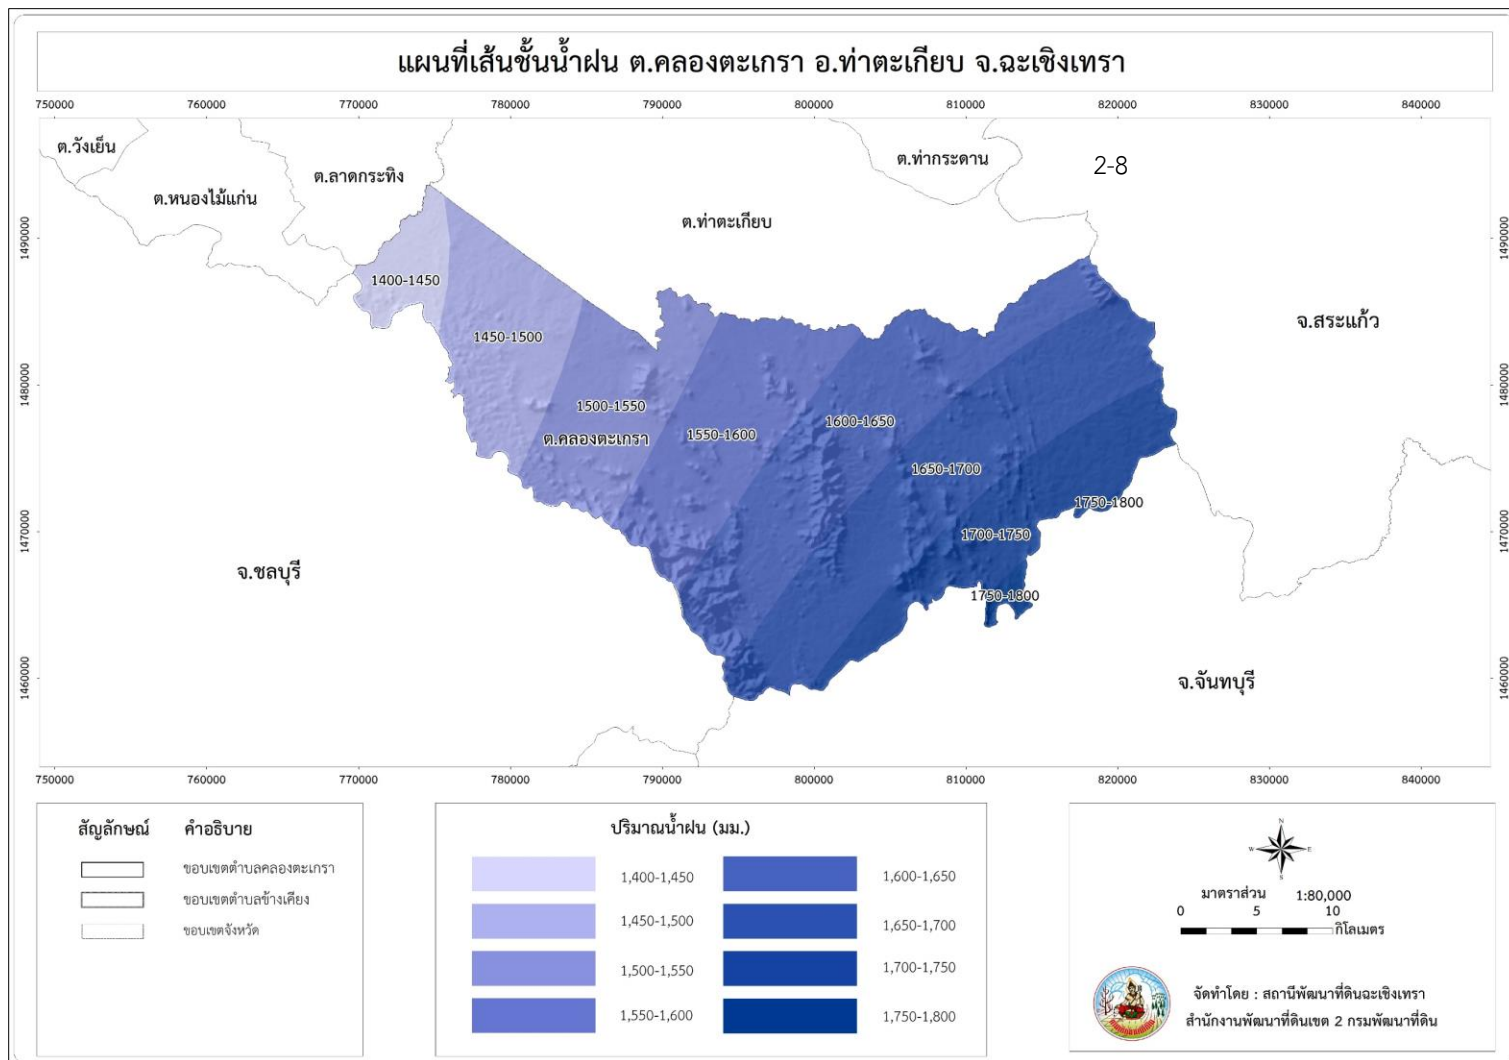 แผนที่เส้นชั้นน้ำฝน ต.คลองตะเกรา อ.ท่าตะเกียบ จ.ฉะเชิงเทรา
750000 760000 770000 780000 790000 800000 810000 820000 830000 840000
ต.วังเย็น
ต.หนองไม้แก่น
ต.ลาดกระทิง
ต.ท่ากระดาน
2-8
ต.ท่าตะเกียบ
1490000
1490000
1400-1450
จ.สระแก้ว
1450-1500
1480000
1480000
1500-1550
1600-1650
ต.คลองตะเกรา
1550-1600
1650-1700
1750-1800
1470000
1470000
1700-1750
จ.ชลบุรี
1750-1800
1460000
1460000
จ.จันทบุรี
750000 760000 770000 780000 790000 800000 810000 820000 830000 840000
สัญลักษณ์ คำอธิบาย
ขอบเขตตำบลคลองตะเกรา
ขอบเขตตำบลข้างเคียง
ขอบเขตจังหวัด
ปริมาณน้ำฝน (มม.)
1,400-1,450 1,600-1,650
1,450-1,500 1,650-1,700
1,500-1,550 1,700-1,750
1,550-1,600 1,750-1,800
N
W E
S
มาตราส่วน 1:80,000
0 5 10
กิโลเมตร
จัดทำโดย : สถานีพัฒนาที่ดินฉะเชิงเทรา
สำนักงานพัฒนาที่ดินเขต 2 กรมพัฒนาที่ดิน